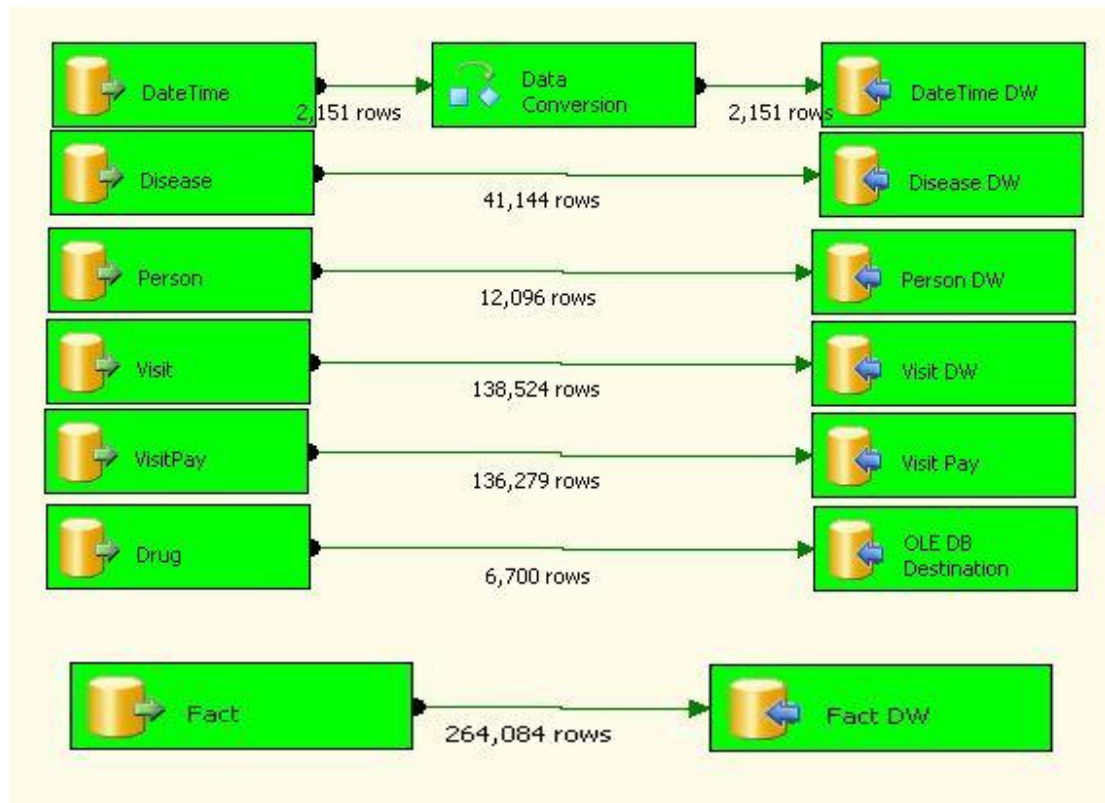 DateTime
2,151 rows
Data
Conversion
2,151 rows
DateTime DW
Disease
41,144 rows
Disease DW
Person
12,096 rows
Person DW
Visit
138,524 rows
Visit DW
VisitPay
136,279 rows
Visit Pay
Drug
6,700 rows
OLE DB
Destination
Fact
264,084 rows
Fact DW